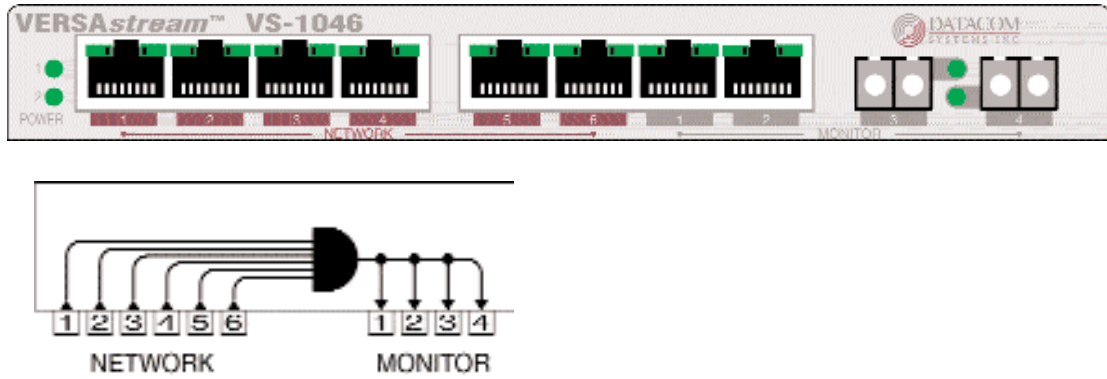 VERSAstream™ VS-1046
DATACOM
SYSTEMS INC
1
2
POWER
1 2 3 4 5 6 1 2 3 4
NETWORK MONITOR
1 2 3 4 5 6 1 2 3 4
NETWORK MONITOR